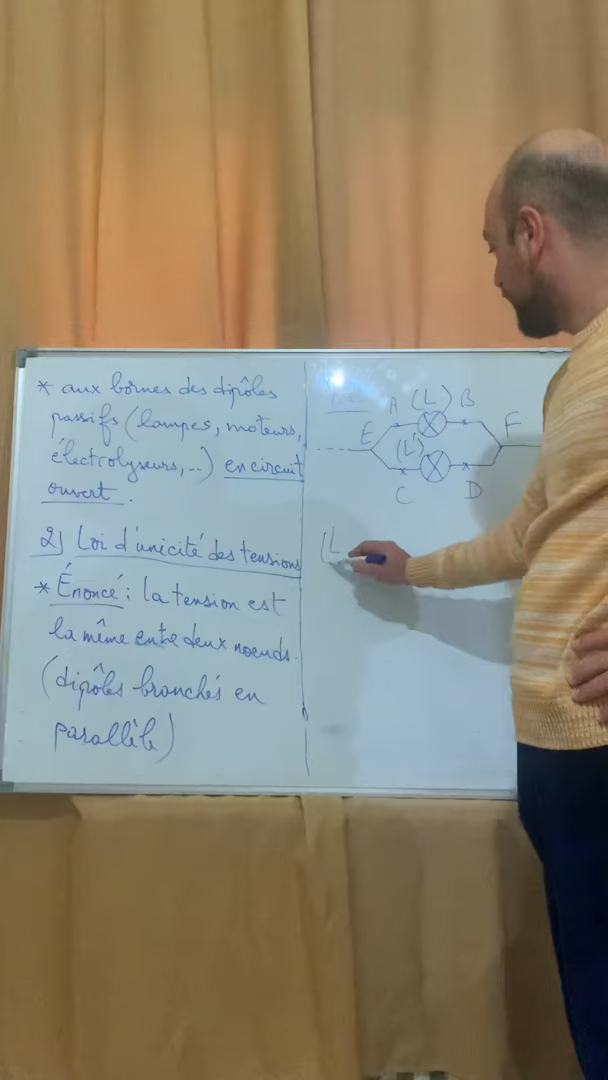 * aux bornes des dipôles
passifs (lampes, moteurs,
électrolyseurs,...) en circuit
ouvert.
2) Loi d'unicité des tensions
* Énoncé : la tension est
la même entre deux noeuds.
(dipôles branchés en
parallèle)
A (L) B
E F
(L')
C D
(L